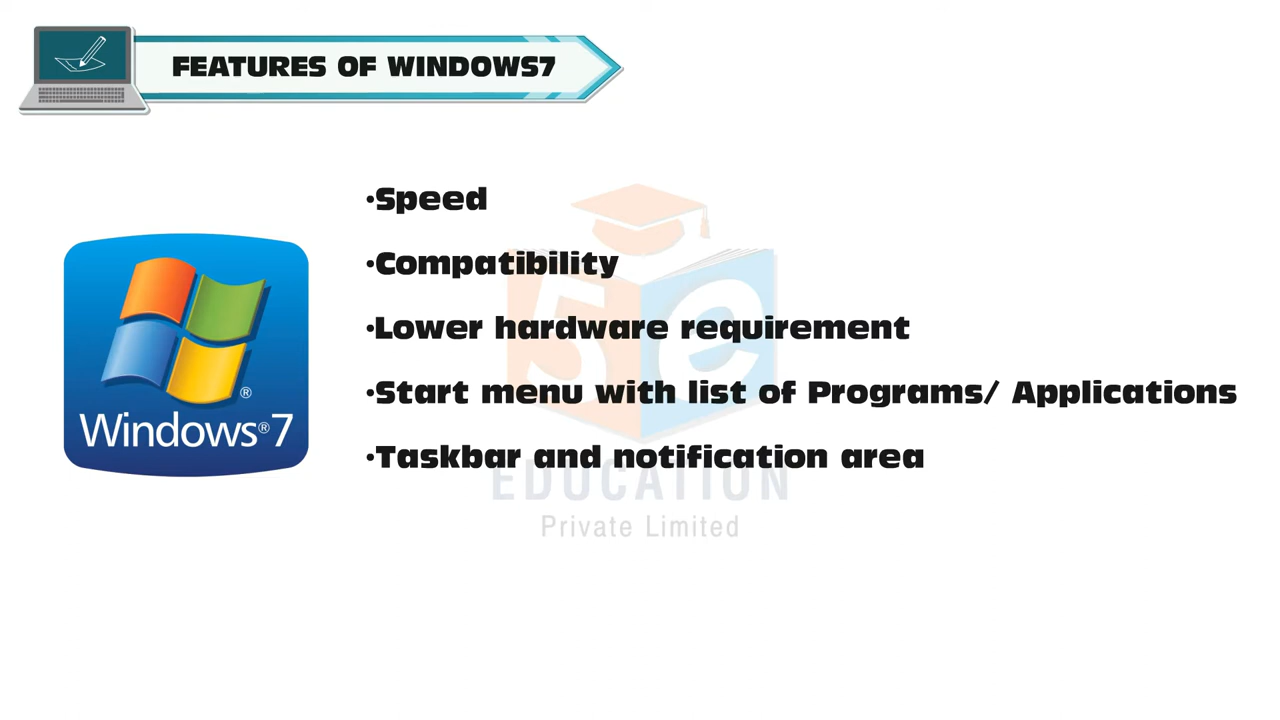 FEATURES OF WINDOWS7
•Speed
•Compatibility
•Lower hardware requirement
•Start menu with list of Programs/ Applications
•Taskbar and notification area
Windows®7
®
5e
EDUCATION
Private Limited